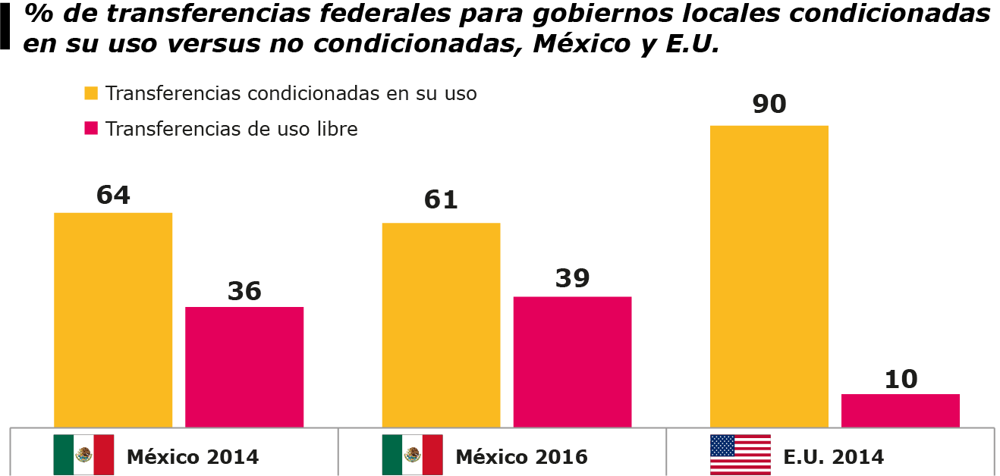 % de transferencias federales para gobiernos locales condicionadas
en su uso versus no condicionadas, México y E.U.
Transferencias condicionadas en su uso
Transferencias de uso libre
64
36
61
39
90
10
México 2014
México 2016
E.U. 2014